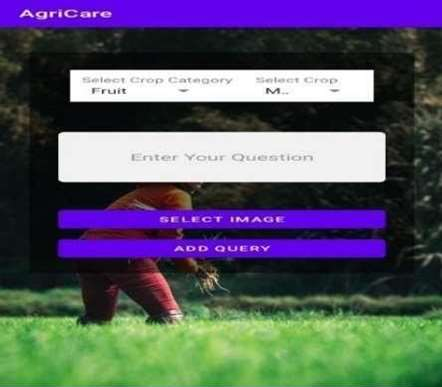 AgriCare
Select Crop Category Select Crop
Fruit M..
Enter Your Question
SELECT IMAGE
ADD QUERY